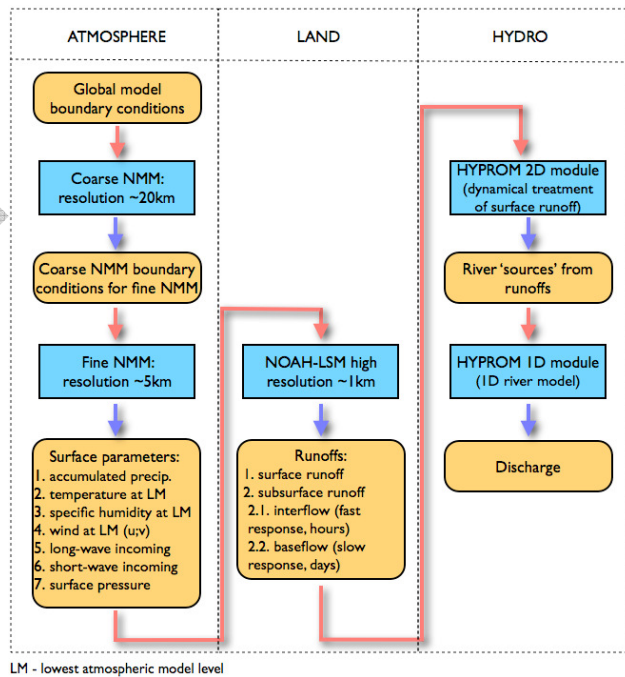 ATMOSPHERE
Global model
boundary conditions
Coarse NMM:
resolution ~20km
Coarse NMM boundary
conditions for fine NMM
Fine NMM:
resolution ~5km
Surface parameters:
1. accumulated precip.
2. temperature at LM
3. specific humidity at LM
4. wind at LM (u;v)
5. long-wave incoming
6. short-wave incoming
7. surface pressure
LAND
NOAH-LSM high
resolution ~1km
Runoffs:
1. surface runoff
2. subsurface runoff
2.1. interflow (fast
response, hours)
2.2. baseflow (slow
response, days)
HYDRO
HYPROM 2D module
(dynamical treatment
of surface runoff)
River ‘sources’ from
runoffs
HYPROM 1D module
(1D river model)
Discharge
LM - lowest atmospheric model level